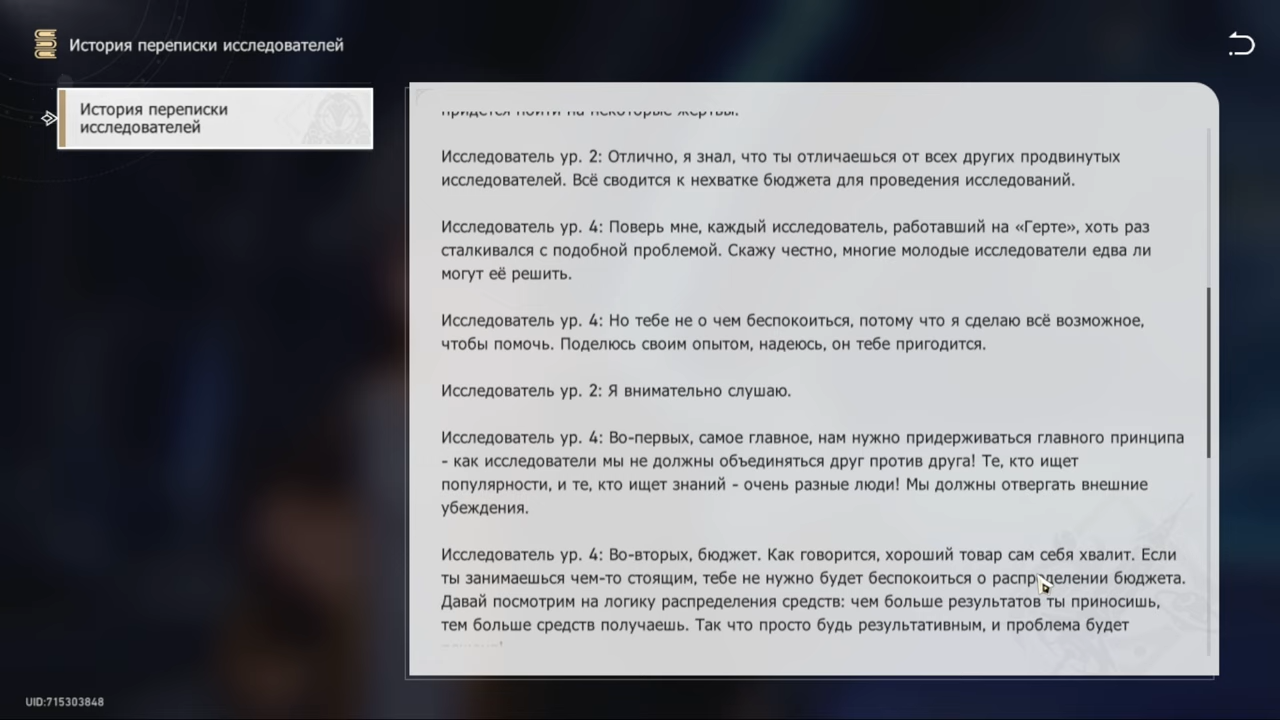 История переписки исследователей
История переписки
исследователей
придётся пойти на некоторые жертвы.
Исследователь ур. 2: Отлично, я знал, что ты отличаешься от всех других продвинутых
исследователей. Всё сводится к нехватке бюджета для проведения исследований.
Исследователь ур. 4: Поверь мне, каждый исследователь, работавший на «Герте», хоть раз
сталкивался с подобной проблемой. Скажу честно, многие молодые исследователи едва ли
могут её решить.
Исследователь ур. 4: Но тебе не о чем беспокоиться, потому что я сделаю всё возможное,
чтобы помочь. Поделюсь своим опытом, надеюсь, он тебе пригодится.
Исследователь ур. 2: Я внимательно слушаю.
Исследователь ур. 4: Во-первых, самое главное, нам нужно придерживаться главного принципа
- как исследователи мы не должны объединяться друг против друга! Те, кто ищет
популярности, и те, кто ищет знаний - очень разные люди! Мы должны отвергать внешние
убеждения.
Исследователь ур. 4: Во-вторых, бюджет. Как говорится, хороший товар сам себя хвалит. Если
ты занимаешься чем-то стоящим, тебе не нужно будет беспокоиться о распределении бюджета.
Давай посмотрим на логику распределения средств: чем больше результатов ты приносишь,
тем больше средств получаешь. Так что просто будь результативным, и проблема будет
UID:715303848